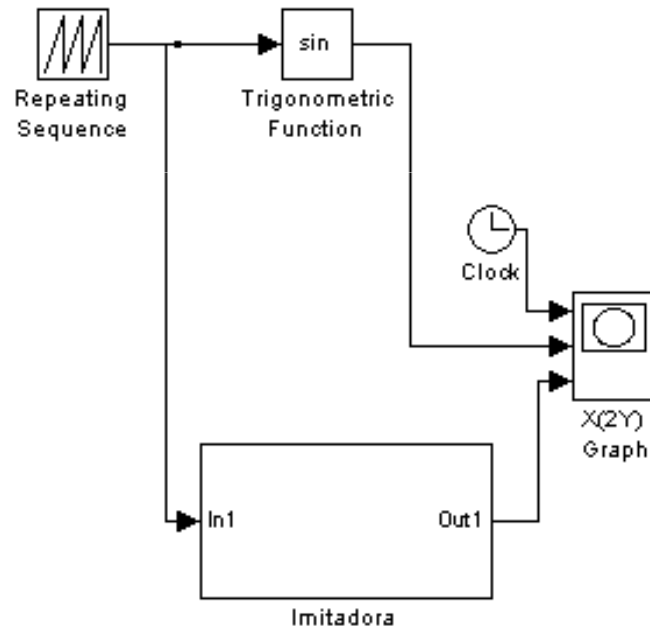 sin
Repeating
Sequence
Trigonometric
Function
Clock
X(2Y)
Graph
In1
Out1
Imitadora